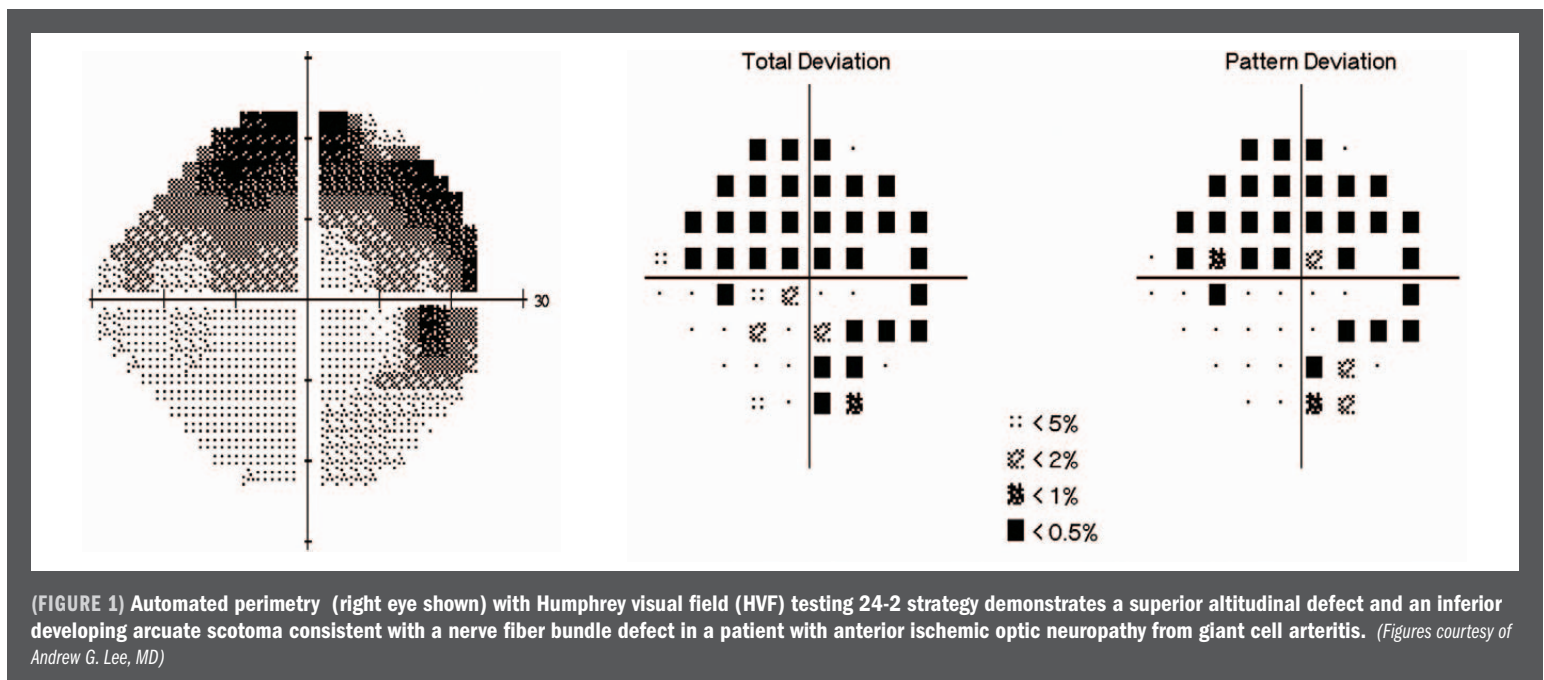 Total Deviation
Pattern Deviation
30
< 5%
< 2%
< 1%
< 0.5%
(FIGURE 1) Automated perimetry (right eye shown) with Humphrey visual field (HVF) testing 24-2 strategy demonstrates a superior altitudinal defect and an inferior
developing arcuate scotoma consistent with a nerve fiber bundle defect in a patient with anterior ischemic optic neuropathy from giant cell arteritis. (Figures courtesy of
Andrew G. Lee, MD)